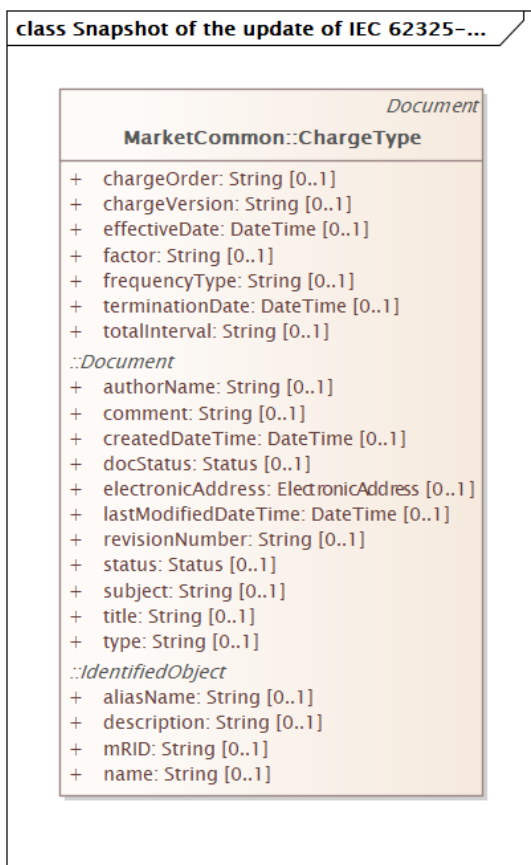 class Snapshot of the update of IEC 62325-...
Document
MarketCommon::ChargeType
+ chargeOrder: String [0..1]
+ chargeVersion: String [0..1]
+ effectiveDate: DateTime [0..1]
+ factor: String [0..1]
+ frequencyType: String [0..1]
+ terminationDate: DateTime [0..1]
+ totalInterval: String [0..1]
::Document
+ authorName: String [0..1]
+ comment: String [0..1]
+ createdDateTime: DateTime [0..1]
+ docStatus: Status [0..1]
+ electronicAddress: ElectronicAddress [0..1]
+ lastModifiedDateTime: DateTime [0..1]
+ revisionNumber: String [0..1]
+ status: Status [0..1]
+ subject: String [0..1]
+ title: String [0..1]
+ type: String [0..1]
::IdentifiedObject
+ aliasName: String [0..1]
+ description: String [0..1]
+ mRID: String [0..1]
+ name: String [0..1]